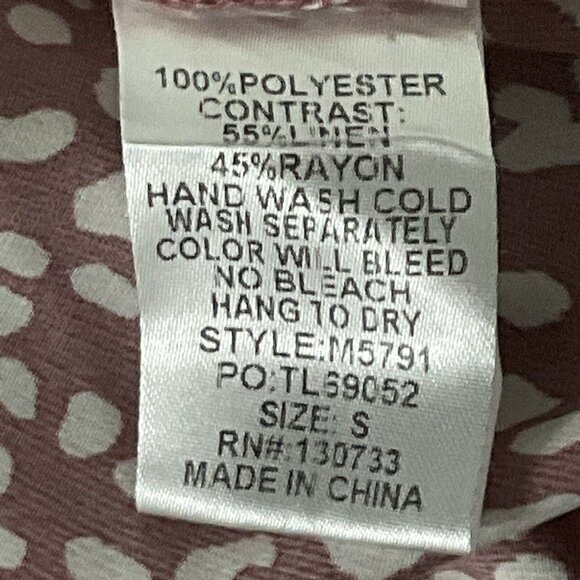 100%POLYESTER
CONTRAST:
55%LINEN
45%RAYON
HAND WASH COLD
WASH SEPARATELY
COLOR WILL BLEED
NO BLEACH
HANG TO DRY
STYLE:M5791
PO:TL69052
SIZE: S
RN#:130733
MADE IN CHINA